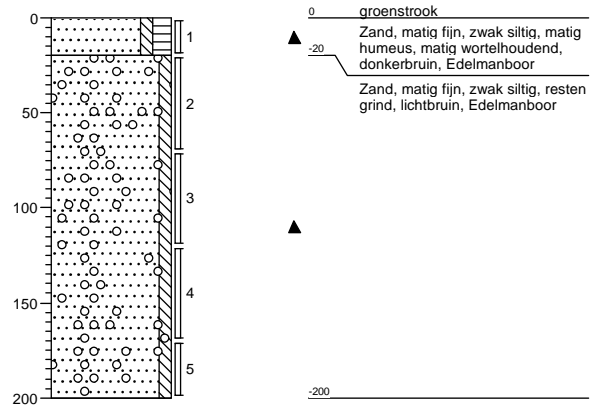 0
50
100
150
200
1
2
3
4
5
0
groenstrook
Zand, matig fijn, zwak siltig, matig
humeus, matig wortelhoudend,
donkerbruin, Edelmanboor
-20
Zand, matig fijn, zwak siltig, resten
grind, lichtbruin, Edelmanboor
-200